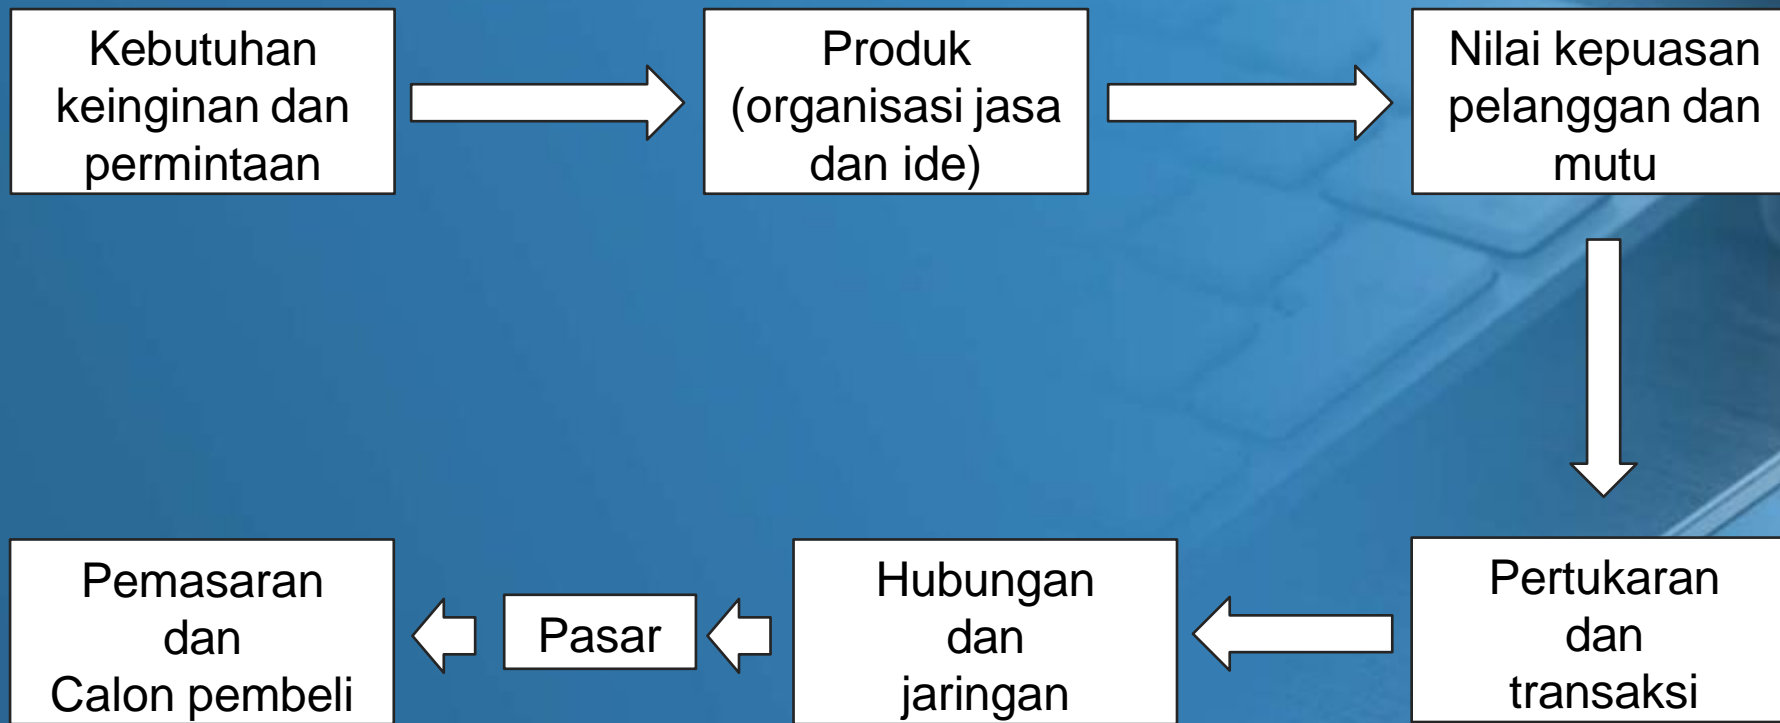 Kebutuhan
keinginan dan
permintaan
Produk
(organisasi jasa
dan ide)
Nilai kepuasan
pelanggan dan
mutu
Pertukaran
dan
transaksi
Hubungan
dan
jaringan
Pasar
Pemasaran
dan
Calon pembeli